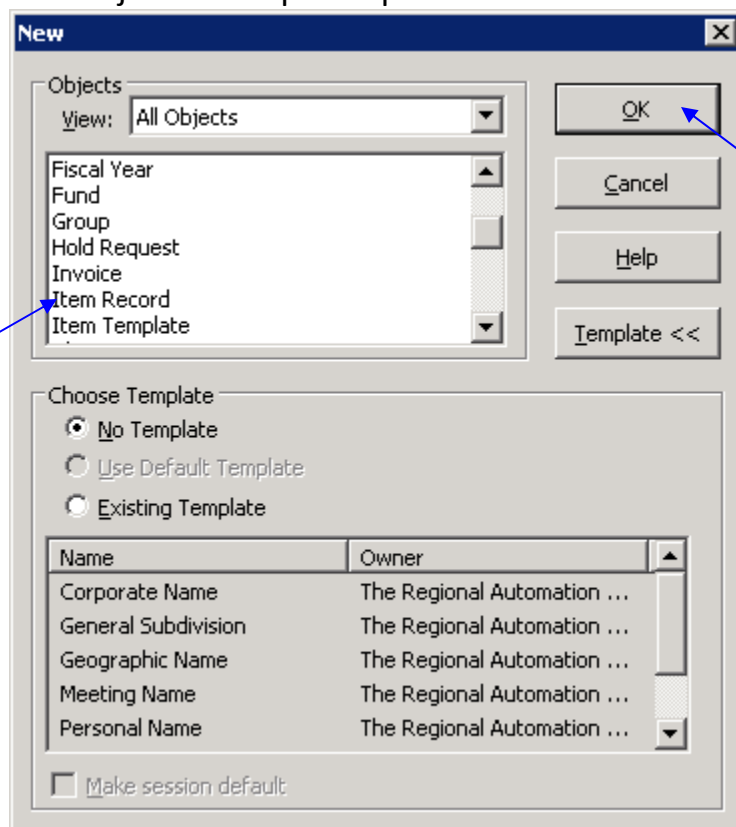 New
Objects
View: All Objects
OK
Fiscal Year
Fund
Group
Hold Request
Invoice
Item Record
Item Template
Cancel
Help
Template <<
Choose Template
No Template
Use Default Template
Existing Template
Name Owner
Corporate Name The Regional Automation ...
General Subdivision The Regional Automation ...
Geographic Name The Regional Automation ...
Meeting Name The Regional Automation ...
Personal Name The Regional Automation ...
Make session default